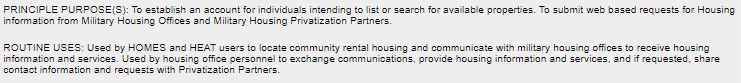 PRINCIPLE PURPOSE(S): To establish an account for individuals intending to list or search for available properties. To submit web based requests for Housing
information from Military Housing Offices and Military Housing Privatization Partners.
ROUTINE USES: Used by HOMES and HEAT users to locate community rental housing and communicate with military housing offices to receive housing
information and services. Used by housing office personnel to exchange communications, provide housing information and services, and if requested, share
contact information and requests with Privatization Partners.